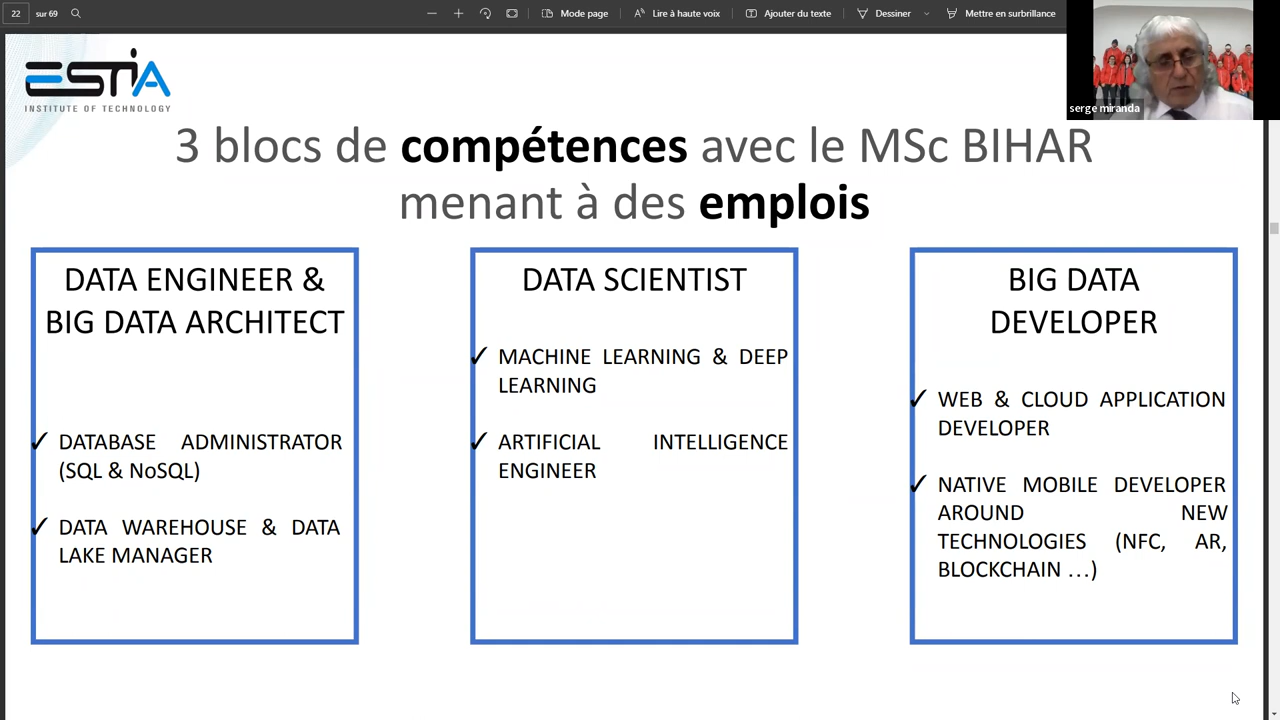 22 sur 69
Mode page
Lire à haute voix
Ajouter du texte
Dessiner
Mettre en surbrillance
serge miranda
ESTIA
INSTITUTE OF TECHNOLOGY
3 blocs de compétences avec le MSc BIHAR
menant à des emplois
DATA ENGINEER &
BIG DATA ARCHITECT
✓ DATABASE ADMINISTRATOR
(SQL & NoSQL)
✓ DATA WAREHOUSE & DATA
LAKE MANAGER
DATA SCIENTIST
✓ MACHINE LEARNING & DEEP
LEARNING
✓ ARTIFICIAL INTELLIGENCE
ENGINEER
BIG DATA
DEVELOPER
✓ WEB & CLOUD APPLICATION
DEVELOPER
✓ NATIVE MOBILE DEVELOPER
AROUND NEW
TECHNOLOGIES (NFC, AR,
BLOCKCHAIN …)